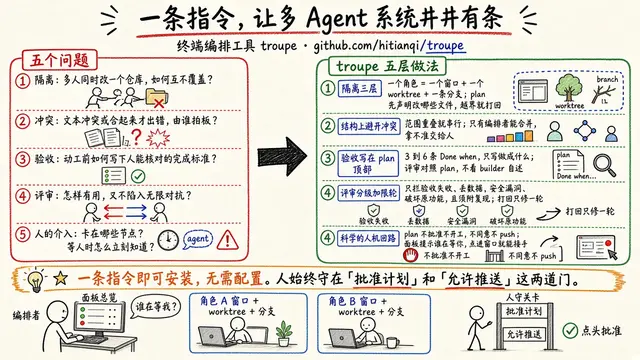 一条指令，让多 Agent 系统井井有条
终端编排工具 troupe · github.com/hitianqi/troupe
五个问题
① 隔离：多人同时改一个仓库，如何互不覆盖？
② 冲突：文本冲突或合起来才出错，由谁拍板？
③ 验收：动工前如何写下人能核对的完成标准？
④ 评审：怎样有用，又不陷入无限对抗？
⑤ 人的介入：卡在哪些节点？
等人时怎么立刻知道？
agent
troupe 五层做法
① 隔离三层
一个角色 = 一个窗口 + 一个
worktree + 一条分支；plan
先声明改哪些文件，越界就打回
worktree
branch
② 结构上避开冲突
范围重叠就串行；只有编排者能合并，
拿不准交给人
③ 验收写在 plan
顶部
3 到 6 条 Done when，只写做成什么；
评审对照 plan，不看 builder 自述
plan
Done when...
④ 评审分级加限轮
只拦验收失败、丢数据、安全漏洞、
破坏原功能，且须附复现；打回只修一轮
验收失败
丢数据
安全漏洞
破坏原功能
打回只修一轮
④ 科学的人机回路
plan 不批准不开工，不同意不 push；
面板提示谁在等你，点进窗口就能接手
不批准不开工
不同意不 push
一条指令即可安装，无需配置。人始终守在「批准计划」和「允许推送」这两道门。
编排者
面板总览
谁在等我？
角色 A 窗口 +
worktree + 分支
角色 B 窗口 +
worktree + 分支
人守关卡
批准计划
允许推送
点头批准